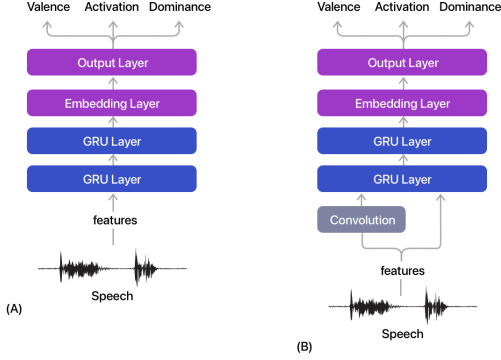 Valence Activation Dominance
Output Layer
Embedding Layer
GRU Layer
GRU Layer
features
Speech
(A)
Valence Activation Dominance
Output Layer
Embedding Layer
GRU Layer
GRU Layer
Convolution
features
Speech
(B)